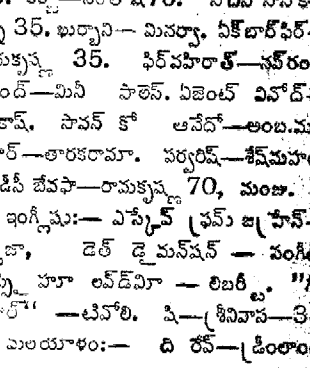 35. ఖుర్బానీ— మినర్వా. ఏక్‌బార్‌ఫిర్-
35. ఫిర్‌వహీరాత్—నవ్‌రం
—మినీ ప్యాలెస్. ఏజెంట్ వినోద్-
సావన్ కో ఆనేదో—అంబ.
—తారకరామా. పర్వరిష్—శేష్‌మహ
బేవఫా—రామకృష్ణ 70, మంజు.
ఇంగ్లీషు:— ఎస్కేప్ ఫ్రమ్
డెత్ డైమన్‌షన్ — సంగీ
హూ లవ్‌డ్‌మీ — లిబర్టీ.
—టివోలి. షి—శ్రీనివాస—3
మలయాళం:— ది రేప్—డ్రీంలాం